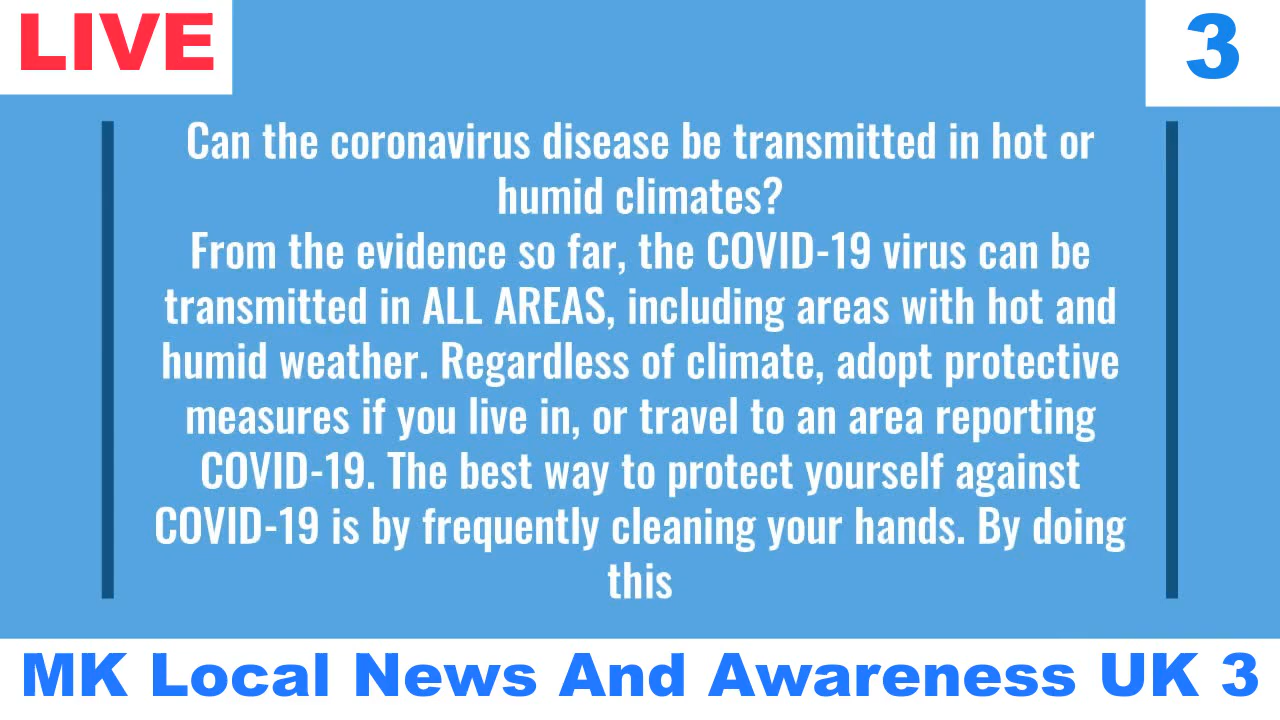 LIVE
3
Can the coronavirus disease be transmitted in hot or
humid climates?
From the evidence so far, the COVID-19 virus can be
transmitted in ALL AREAS, including areas with hot and
humid weather. Regardless of climate, adopt protective
measures if you live in, or travel to an area reporting
COVID-19. The best way to protect yourself against
COVID-19 is by frequently cleaning your hands. By doing
this
MK Local News And Awareness UK 3